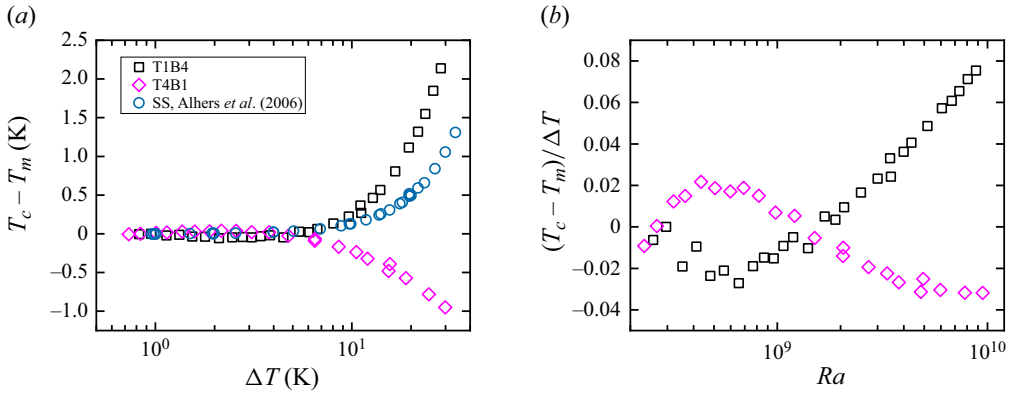 (a)
2.5
2.0
1.5
1.0
0.5
0
−0.5
−1.0
T_c − T_m (K)
T1B4
T4B1
SS, Alhers et al. (2006)
10^0
10^1
ΔT (K)
(b)
0.08
0.06
0.04
0.02
0
−0.02
−0.04
(T_c − T_m)/ΔT
10^9
10^10
Ra